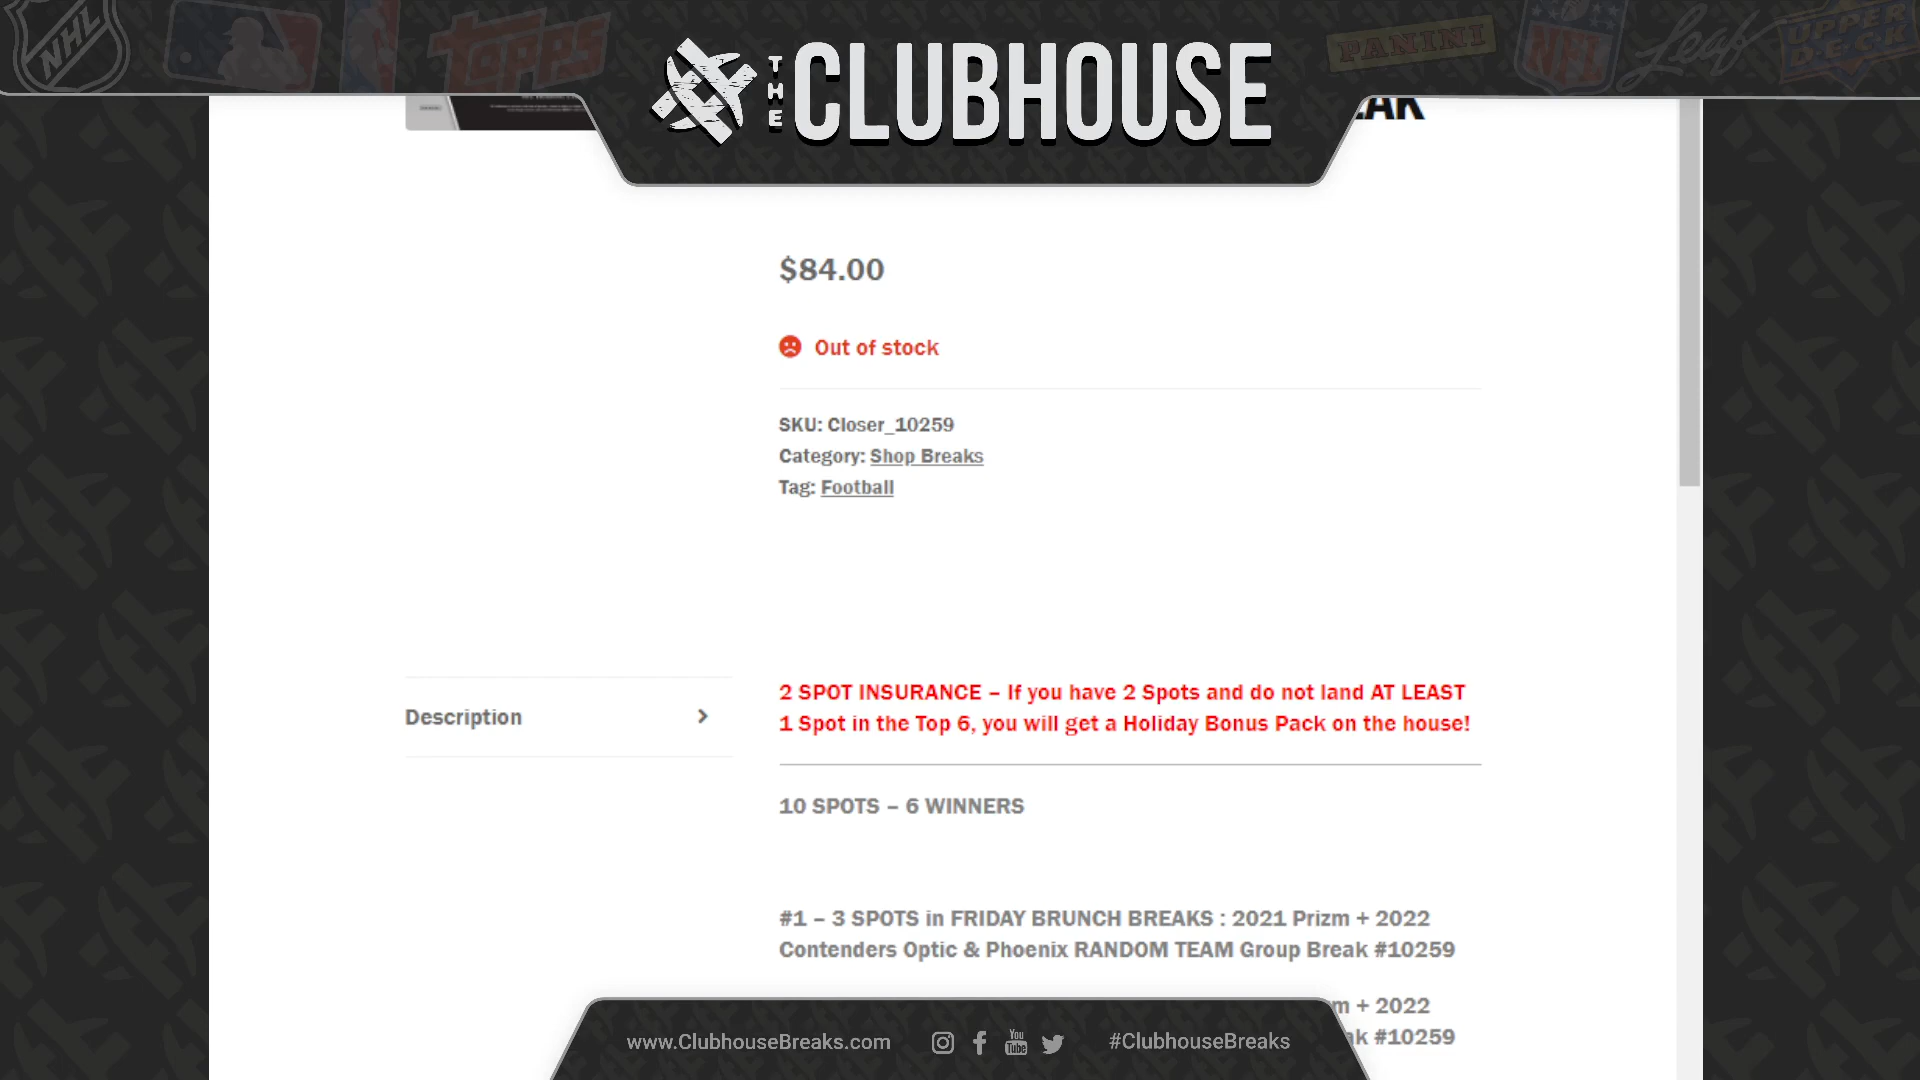 NHL
TOPPS
THE CLUBHOUSE
PANINI
NFL
Leaf
UPPER DECK
$84.00
Out of stock
SKU: Closer_10259
Category: Shop Breaks
Tag: Football
Description
2 SPOT INSURANCE – If you have 2 Spots and do not land AT LEAST
1 Spot in the Top 6, you will get a Holiday Bonus Pack on the house!
10 SPOTS – 6 WINNERS
#1 – 3 SPOTS in FRIDAY BRUNCH BREAKS : 2021 Prizm + 2022
Contenders Optic & Phoenix RANDOM TEAM Group Break #10259
+ 2022
#10259
www.ClubhouseBreaks.com
You Tube
#ClubhouseBreaks